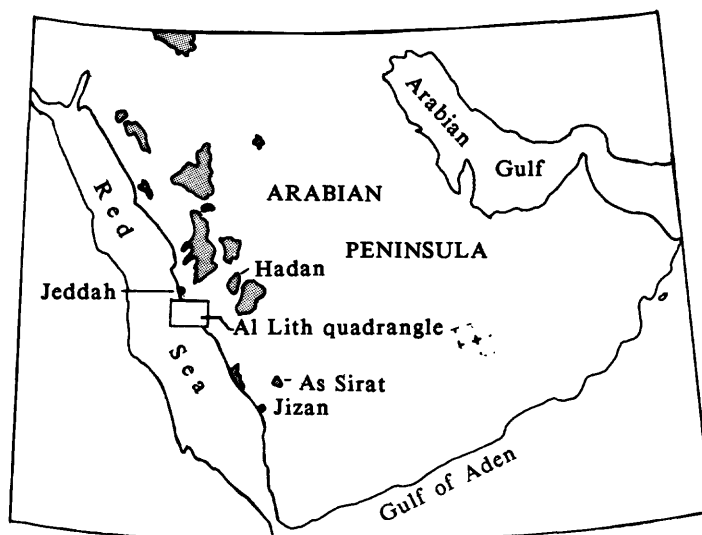 Arabian
Gulf
Red
Sea
ARABIAN
PENINSULA
Hadan
Jeddah
Al Lith quadrangle
As Sirat
Jizan
Gulf of Aden